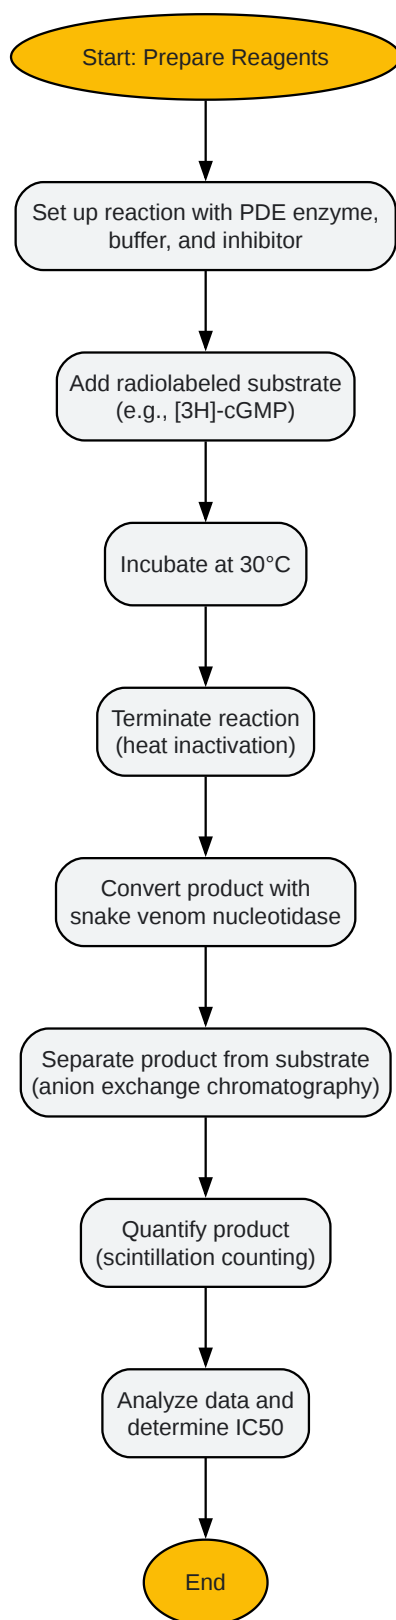 Start: Prepare Reagents
Set up reaction with PDE enzyme,
buffer, and inhibitor
Add radiolabeled substrate
(e.g., [3H]-cGMP)
Incubate at 30°C
Terminate reaction
(heat inactivation)
Convert product with
snake venom nucleotidase
Separate product from substrate
(anion exchange chromatography)
Quantify product
(scintillation counting)
Analyze data and
determine IC50
End